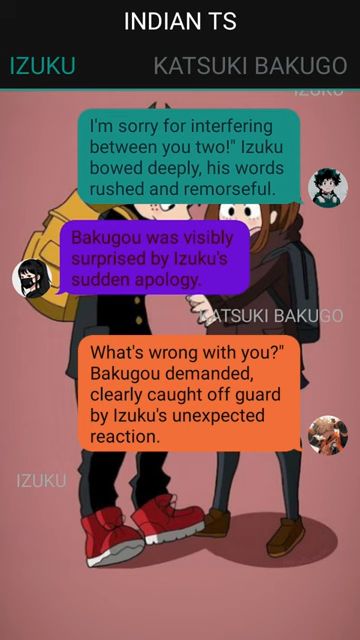 INDIAN TS
IZUKU
KATSUKI BAKUGO
IZUKU
I'm sorry for interfering
between you two!" Izuku
bowed deeply, his words
rushed and remorseful.
Bakugou was visibly
surprised by Izuku's
sudden apology.
KATSUKI BAKUGO
What's wrong with you?"
Bakugou demanded,
clearly caught off guard
by Izuku's unexpected
reaction.
IZUKU